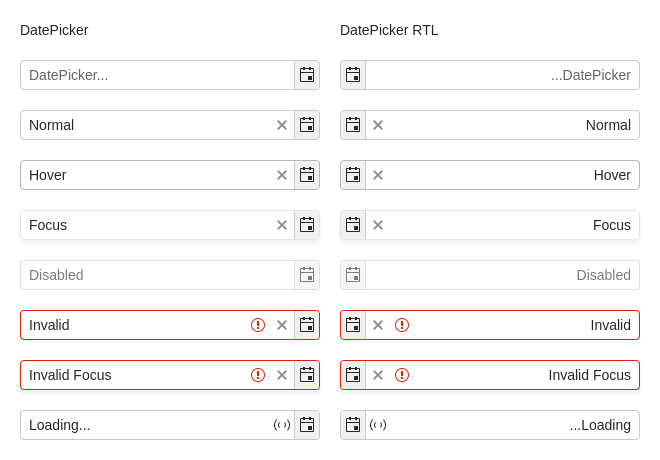 DatePicker
DatePicker...
Normal
Hover
Focus
Disabled
Invalid
Invalid Focus
Loading...
DatePicker RTL
...DatePicker
Normal
Hover
Focus
Disabled
Invalid
Invalid Focus
...Loading